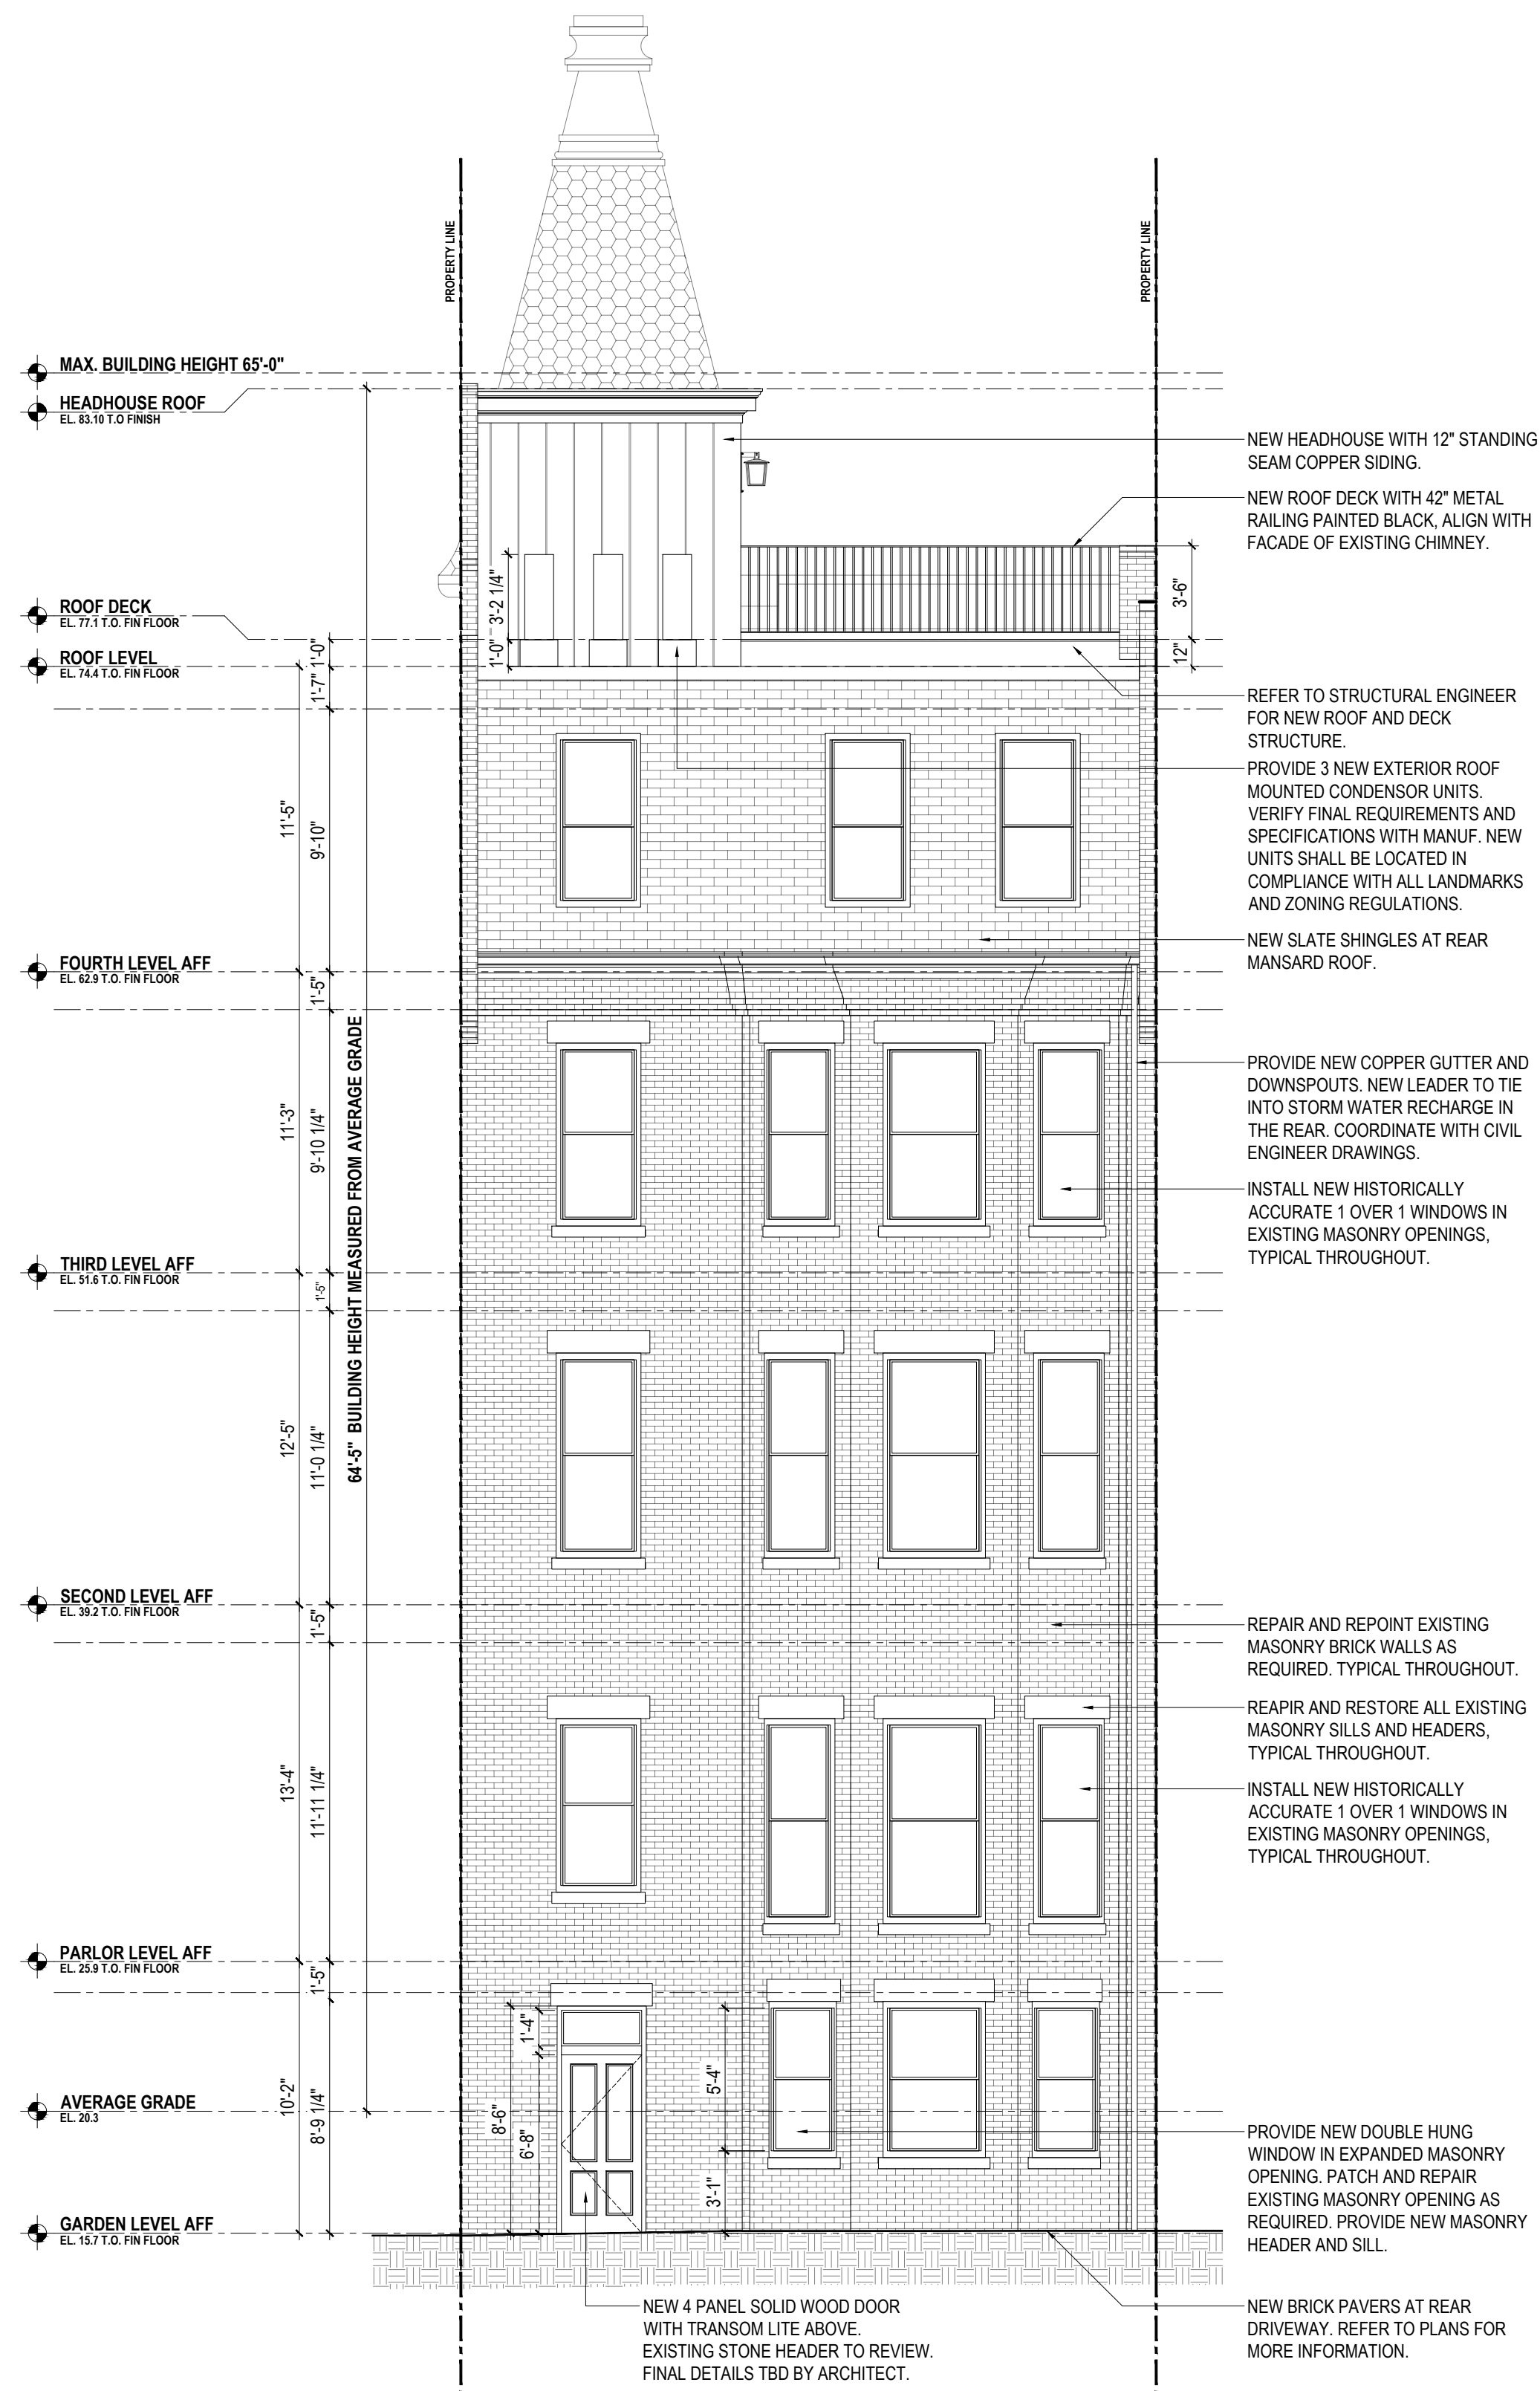 PROPERTY LINE
PROPERTY LINE
MAX. BUILDING HEIGHT 65'-0"
HEADHOUSE ROOF
EL. 83.10 T.O FINISH
ROOF DECK
EL. 77.1 T.O. FIN FLOOR
ROOF LEVEL
EL. 74.4 T.O. FIN FLOOR
FOURTH LEVEL AFF
EL. 62.9 T.O. FIN FLOOR
THIRD LEVEL AFF
EL. 51.6 T.O. FIN FLOOR
SECOND LEVEL AFF
EL. 39.2 T.O. FIN FLOOR
PARLOR LEVEL AFF
EL. 25.9 T.O. FIN FLOOR
AVERAGE GRADE
EL. 20.3
GARDEN LEVEL AFF
EL. 15.7 T.O. FIN FLOOR
11'-5"
11'-3"
12'-5"
13'-4"
10'-2"
1'-0"
1'-7"
9'-10"
1'-5"
9'-10 1/4"
1'-5"
11'-0 1/4"
1'-5"
11'-11 1/4"
1'-5"
8'-9 1/4"
64'-5" BUILDING HEIGHT MEASURED FROM AVERAGE GRADE
3'-2 1/4"
1'-0"
3'-6"
12"
8'-6"
1'-4"
6'-8"
5'-4"
3'-1"
NEW HEADHOUSE WITH 12" STANDING
SEAM COPPER SIDING.
NEW ROOF DECK WITH 42" METAL
RAILING PAINTED BLACK, ALIGN WITH
FACADE OF EXISTING CHIMNEY.
REFER TO STRUCTURAL ENGINEER
FOR NEW ROOF AND DECK
STRUCTURE.
PROVIDE 3 NEW EXTERIOR ROOF
MOUNTED CONDENSOR UNITS.
VERIFY FINAL REQUIREMENTS AND
SPECIFICATIONS WITH MANUF. NEW
UNITS SHALL BE LOCATED IN
COMPLIANCE WITH ALL LANDMARKS
AND ZONING REGULATIONS.
NEW SLATE SHINGLES AT REAR
MANSARD ROOF.
PROVIDE NEW COPPER GUTTER AND
DOWNSPOUTS. NEW LEADER TO TIE
INTO STORM WATER RECHARGE IN
THE REAR. COORDINATE WITH CIVIL
ENGINEER DRAWINGS.
INSTALL NEW HISTORICALLY
ACCURATE 1 OVER 1 WINDOWS IN
EXISTING MASONRY OPENINGS,
TYPICAL THROUGHOUT.
REPAIR AND REPOINT EXISTING
MASONRY BRICK WALLS AS
REQUIRED. TYPICAL THROUGHOUT.
REAPIR AND RESTORE ALL EXISTING
MASONRY SILLS AND HEADERS,
TYPICAL THROUGHOUT.
INSTALL NEW HISTORICALLY
ACCURATE 1 OVER 1 WINDOWS IN
EXISTING MASONRY OPENINGS,
TYPICAL THROUGHOUT.
PROVIDE NEW DOUBLE HUNG
WINDOW IN EXPANDED MASONRY
OPENING. PATCH AND REPAIR
EXISTING MASONRY OPENING AS
REQUIRED. PROVIDE NEW MASONRY
HEADER AND SILL.
NEW BRICK PAVERS AT REAR
DRIVEWAY. REFER TO PLANS FOR
MORE INFORMATION.
NEW 4 PANEL SOLID WOOD DOOR
WITH TRANSOM LITE ABOVE.
EXISTING STONE HEADER TO REVIEW.
FINAL DETAILS TBD BY ARCHITECT.